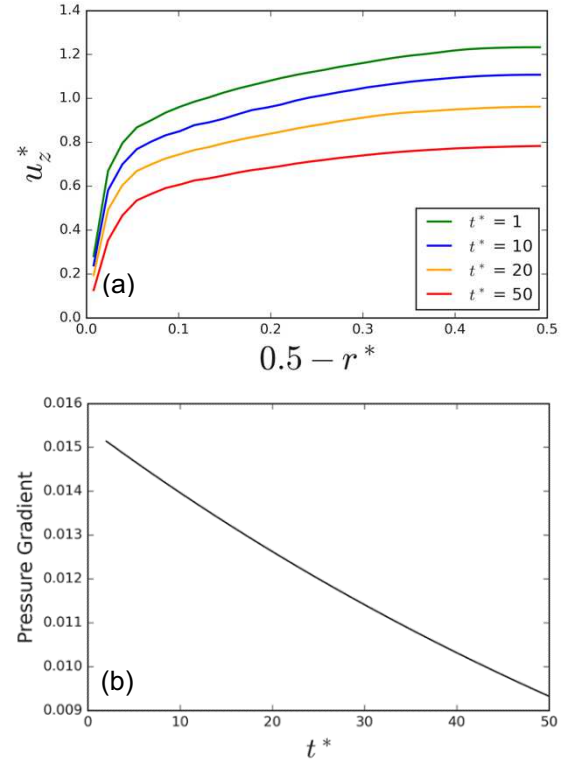 1.4
1.2
1.0
0.8
0.6
0.4
0.2
0.0
u_z^*
(a)
t* = 1
t* = 10
t* = 20
t* = 50
0.0 0.1 0.2 0.3 0.4 0.5
0.5 − r*
0.016
0.015
0.014
0.013
0.012
0.011
0.010
0.009
Pressure Gradient
(b)
0 10 20 30 40 50
t*